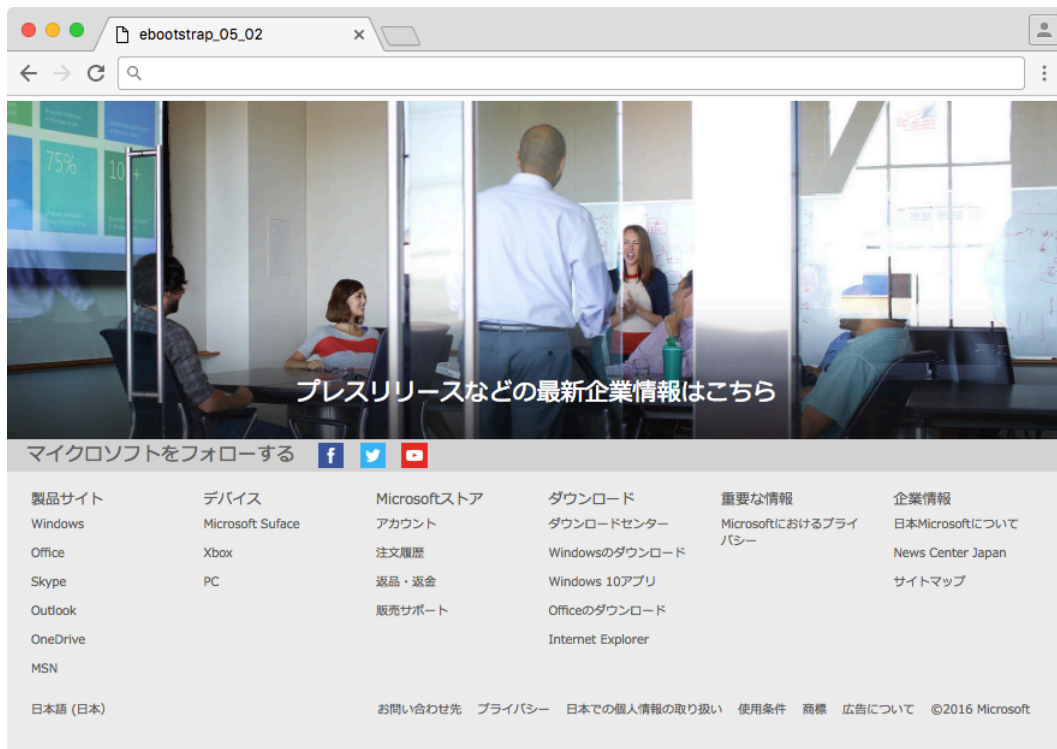 ebootstrap_05_02
75%
プレスリリースなどの最新企業情報はこちら
マイクロソフトをフォローする
製品サイト
Windows
Office
Skype
Outlook
OneDrive
MSN
デバイス
Microsoft Suface
Xbox
PC
Microsoftストア
アカウント
注文履歴
返品・返金
販売サポート
ダウンロード
ダウンロードセンター
Windowsのダウンロード
Windows 10アプリ
Officeのダウンロード
Internet Explorer
重要な情報
Microsoftにおけるプライ
バシー
企業情報
日本Microsoftについて
News Center Japan
サイトマップ
日本語 (日本) お問い合わせ先 プライバシー 日本での個人情報の取り扱い 使用条件 商標 広告について ©2016 Microsoft